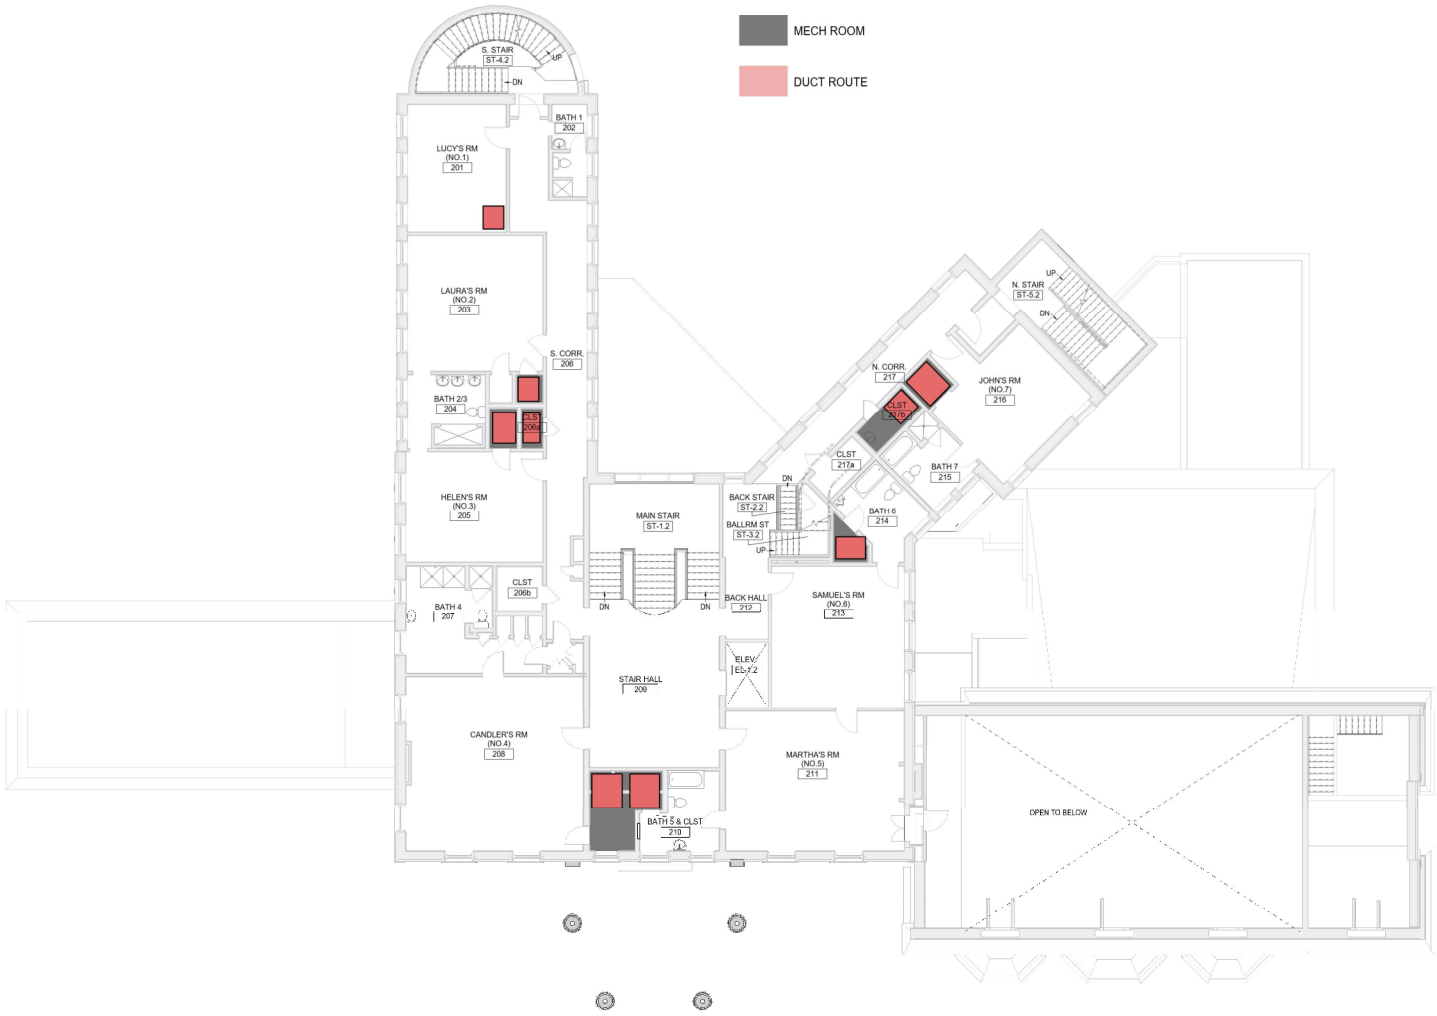 MECH ROOM
DUCT ROUTE
S. STAIR
ST-4.2
UP
DN
BATH 1
202
LUCY'S RM
(NO.1)
201
LAURA'S RM
(NO.2)
203
S. CORR.
206
BATH 2/3
204
CLST
206a
HELEN'S RM
(NO.3)
205
N. STAIR
ST-5.2
UP
DN
N. CORR.
217
JOHN'S RM
(NO.7)
216
CLST
217b
CLST
217a
BATH 7
215
BATH 6
214
DN
BACK STAIR
ST-2.2
BALLRM ST
ST-3.2
UP
MAIN STAIR
ST-1.2
DN
DN
CLST
206b
BATH 4
207
BACK HALL
212
SAMUEL'S RM
(NO.6)
213
ELEV.
EL-1.2
STAIR HALL
209
CANDLER'S RM
(NO.4)
208
MARTHA'S RM
(NO.5)
211
BATH 5 & CLST
210
OPEN TO BELOW